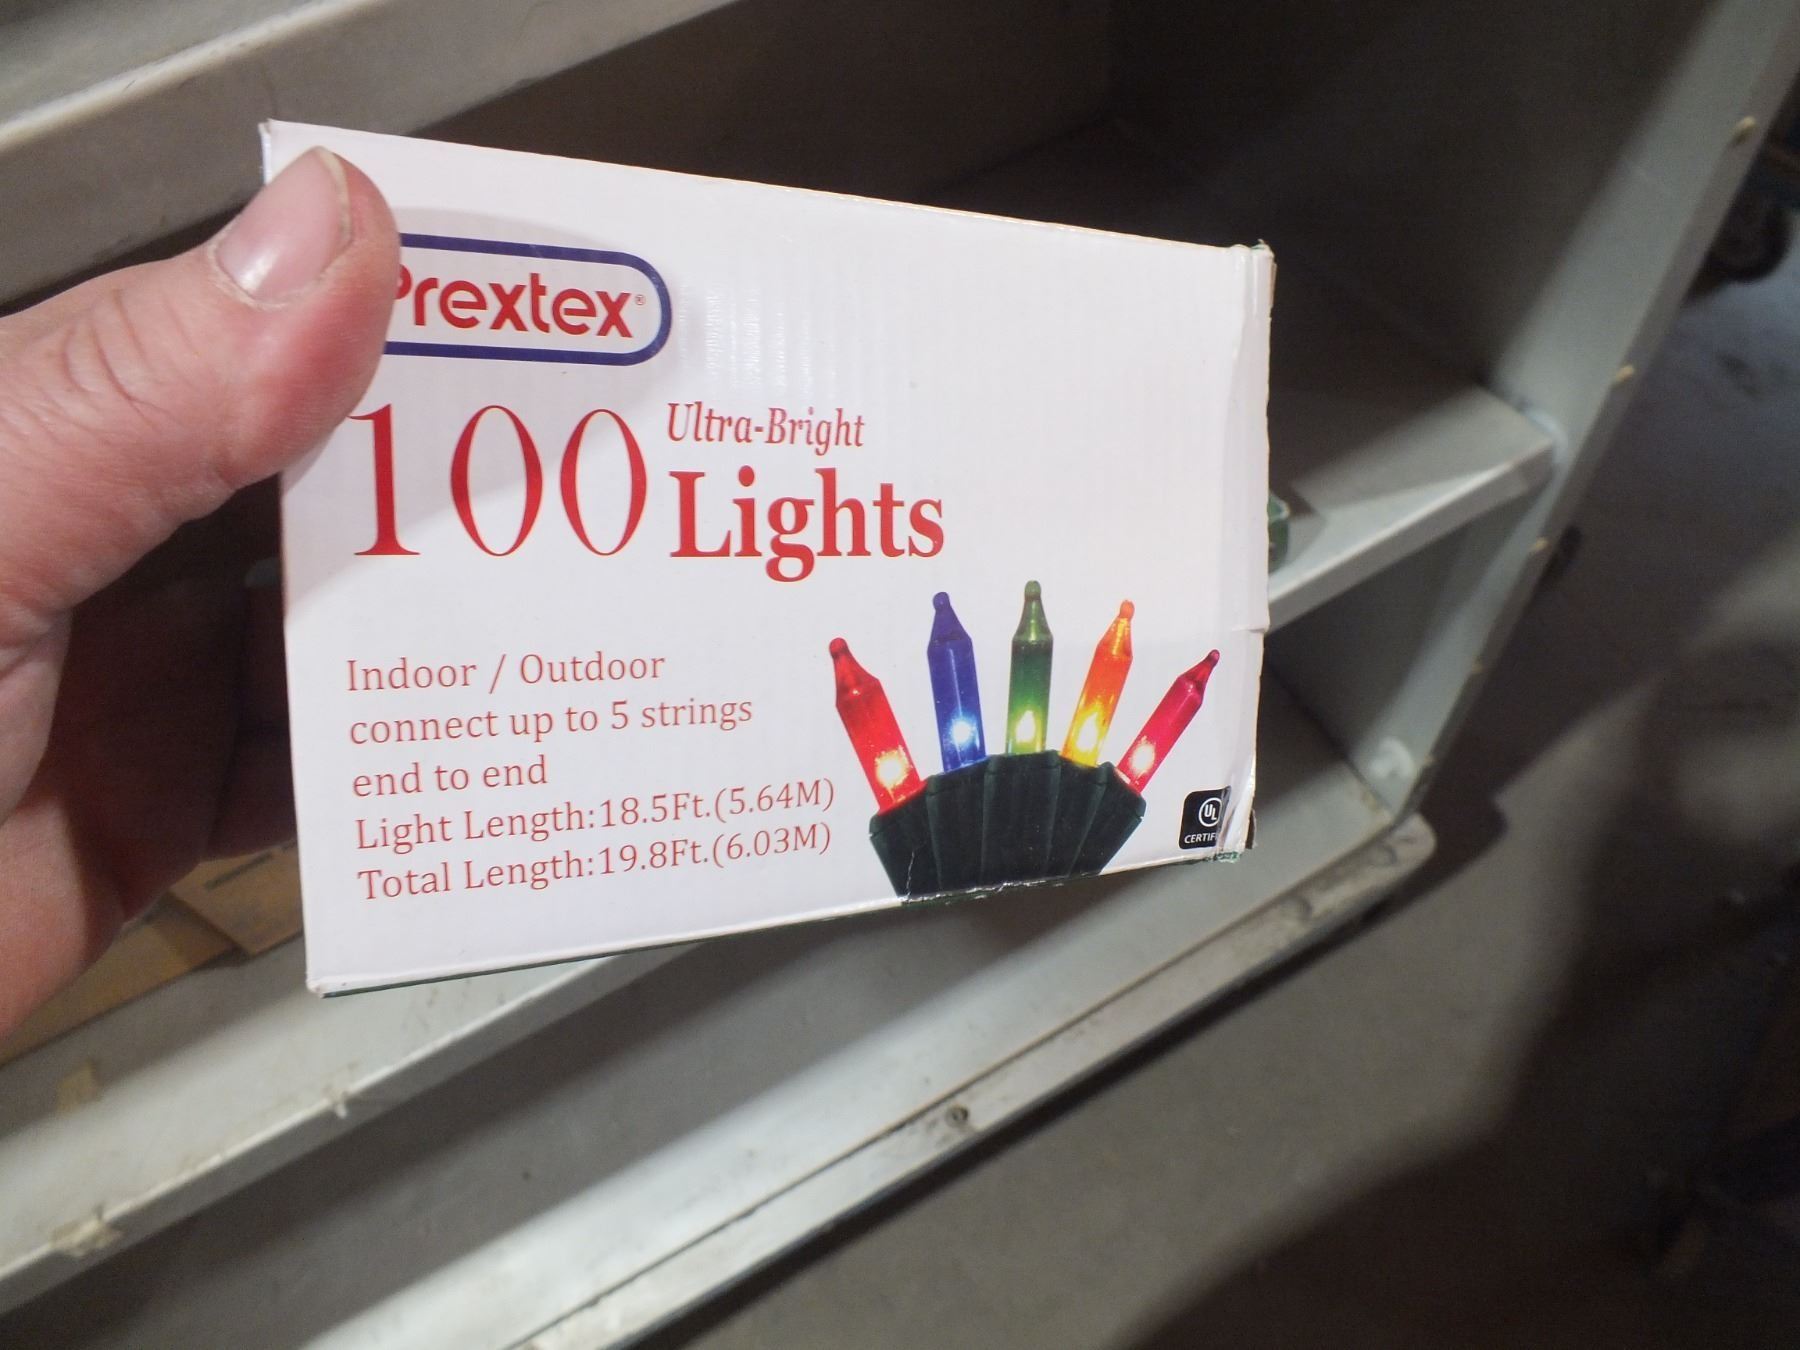 Prextex®
100 Ultra-Bright
Lights
Indoor / Outdoor
connect up to 5 strings
end to end
Light Length:18.5Ft.(5.64M)
Total Length:19.8Ft.(6.03M)
UL